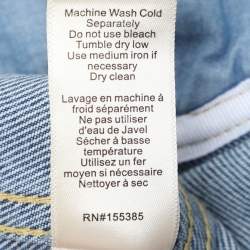 Machine Wash Cold
Separately
Do not use bleach
Tumble dry low
Use medium iron if
necessary
Dry clean
Lavage en machine à
froid séparément
Ne pas utiliser
d'eau de Javel
Sécher à basse
température
Utilisez un fer
moyen si nécessaire
Nettoyer à sec
RN#155385